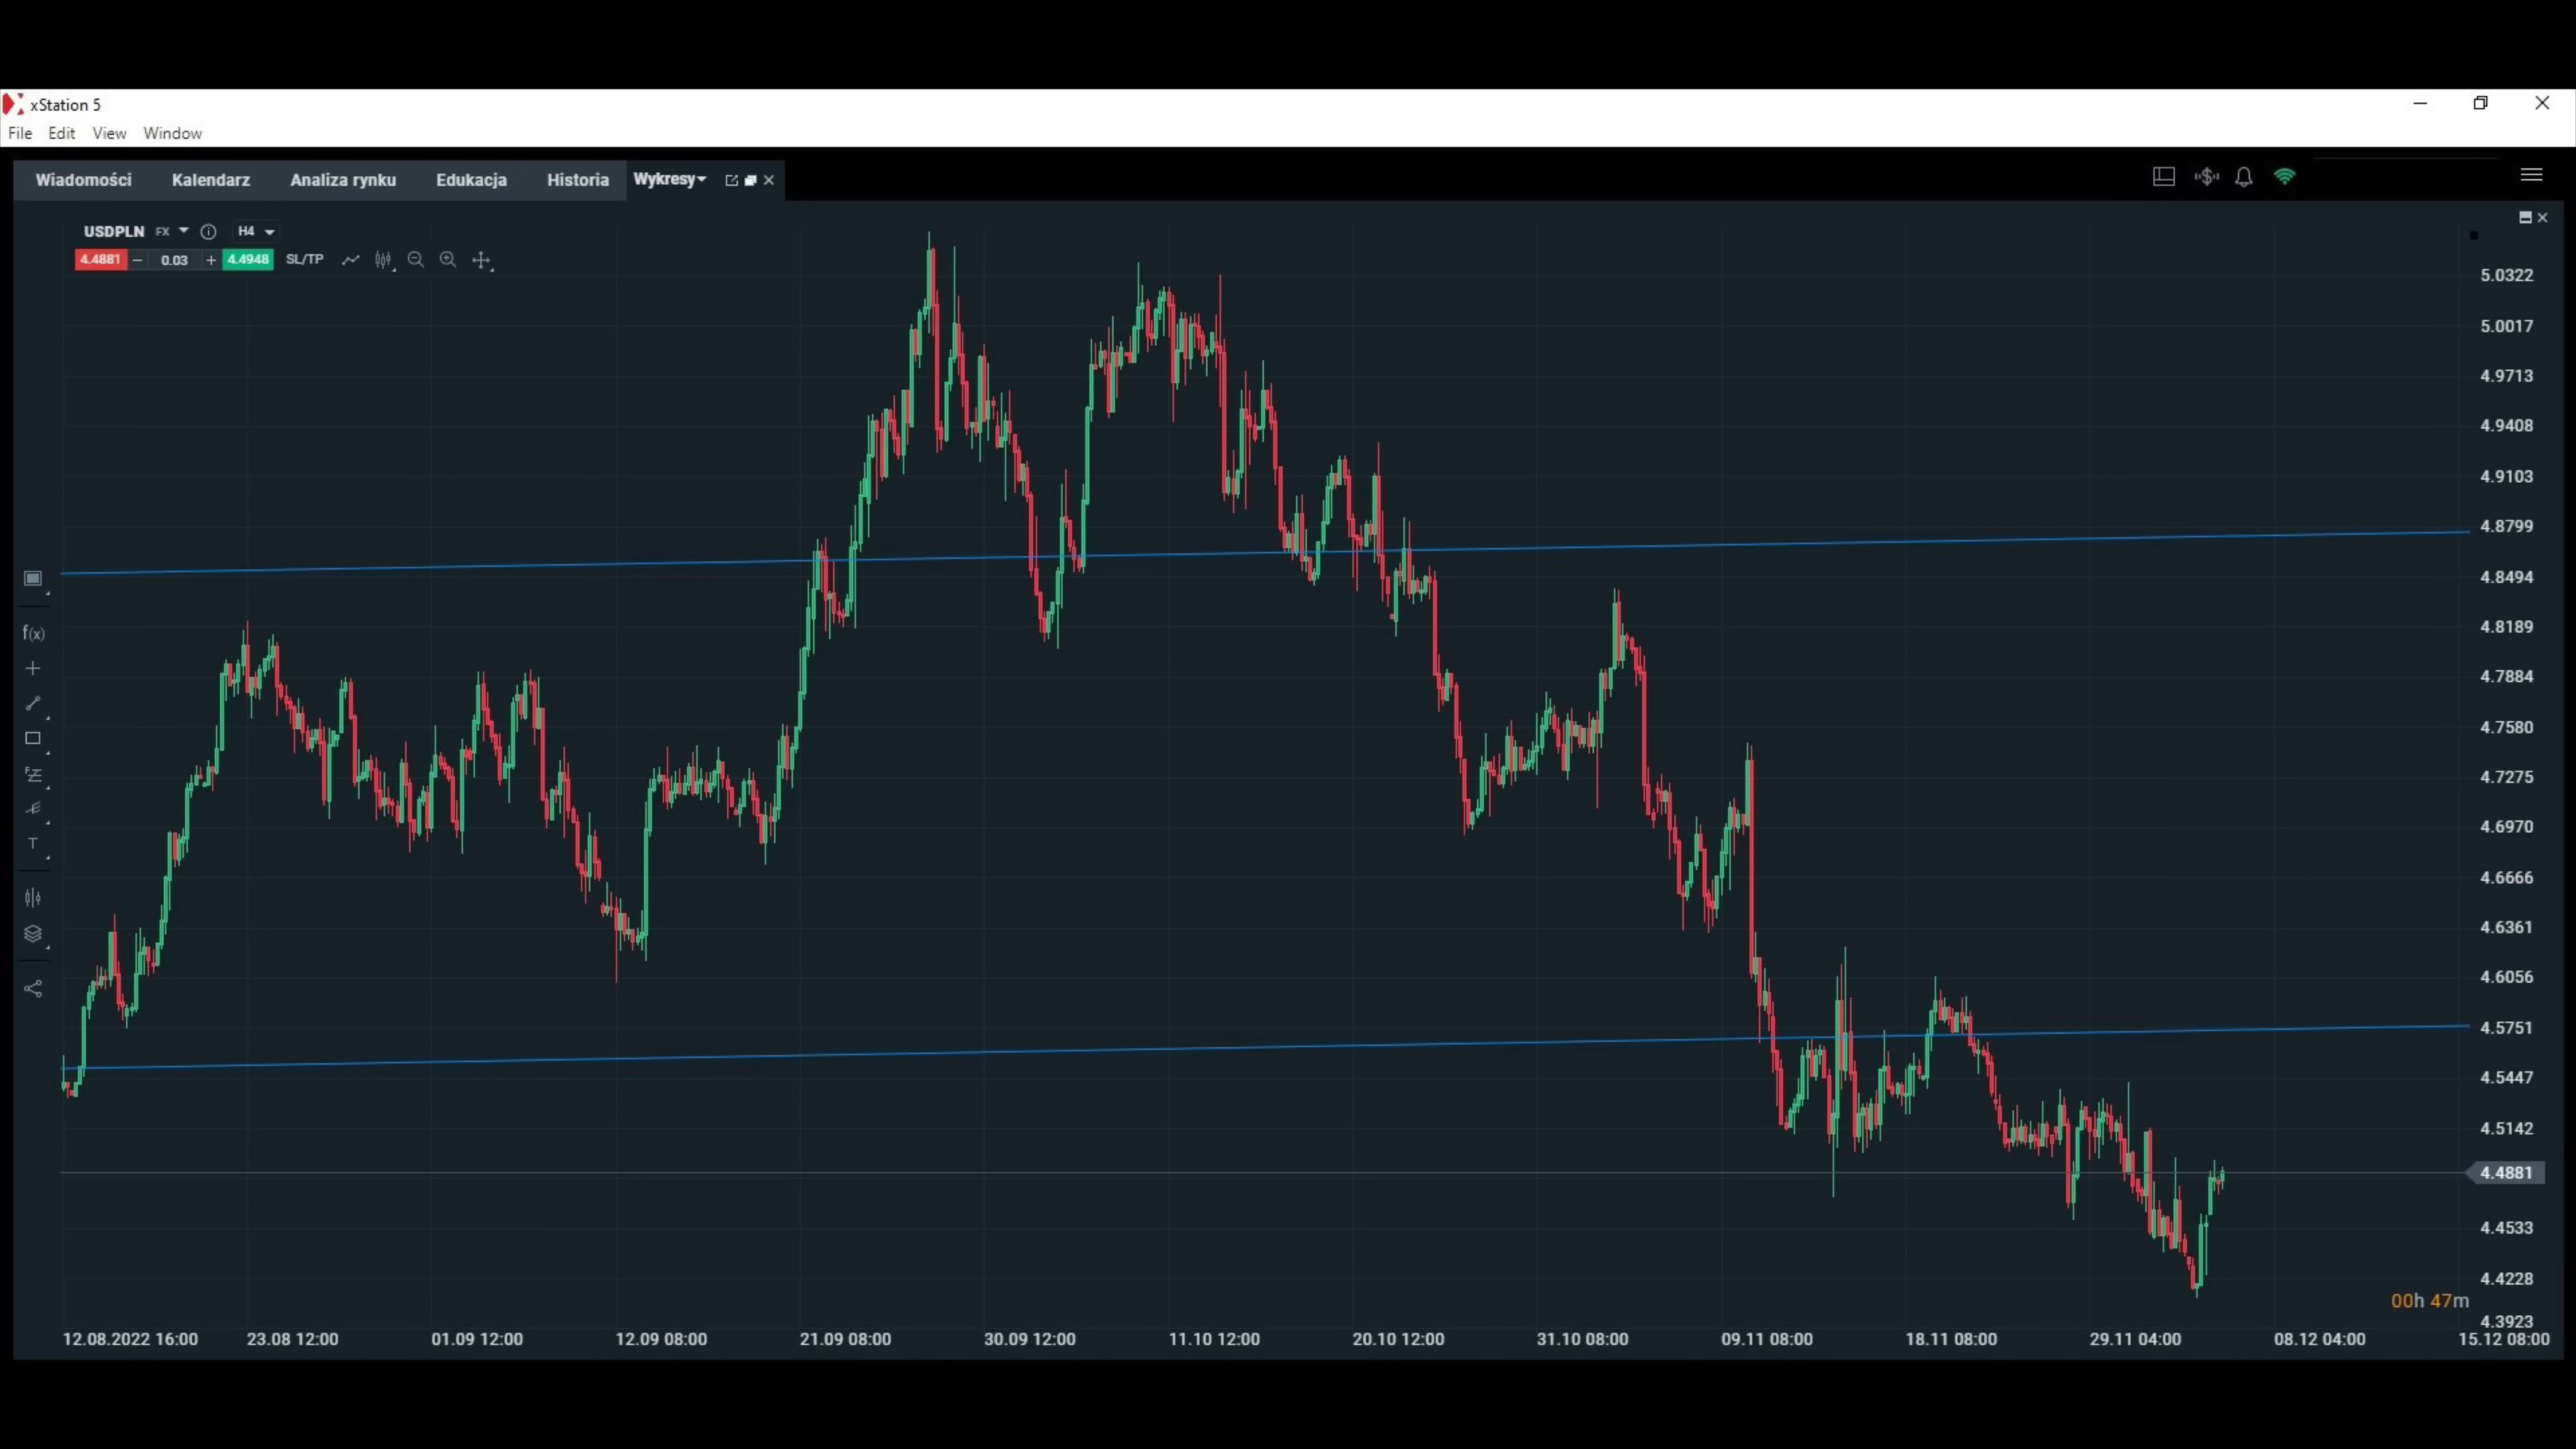 xStation 5
File Edit View Window
Wiadomości Kalendarz Analiza rynku Edukacja Historia Wykresy
USDPLN FX H4
4.4881 − 0.03 + 4.4948 SL/TP
5.0322
5.0017
4.9713
4.9408
4.9103
4.8799
4.8494
f(x)
4.8189
4.7884
4.7580
4.7275
4.6970
T
4.6666
4.6361
4.6056
4.5751
4.5447
4.5142
4.4881
4.4533
4.4228
00h 47m
4.3923
12.08.2022 16:00 23.08 12:00 01.09 12:00 12.09 08:00 21.09 08:00 30.09 12:00 11.10 12:00 20.10 12:00 31.10 08:00 09.11 08:00 18.11 08:00 29.11 04:00 08.12 04:00 15.12 08:00